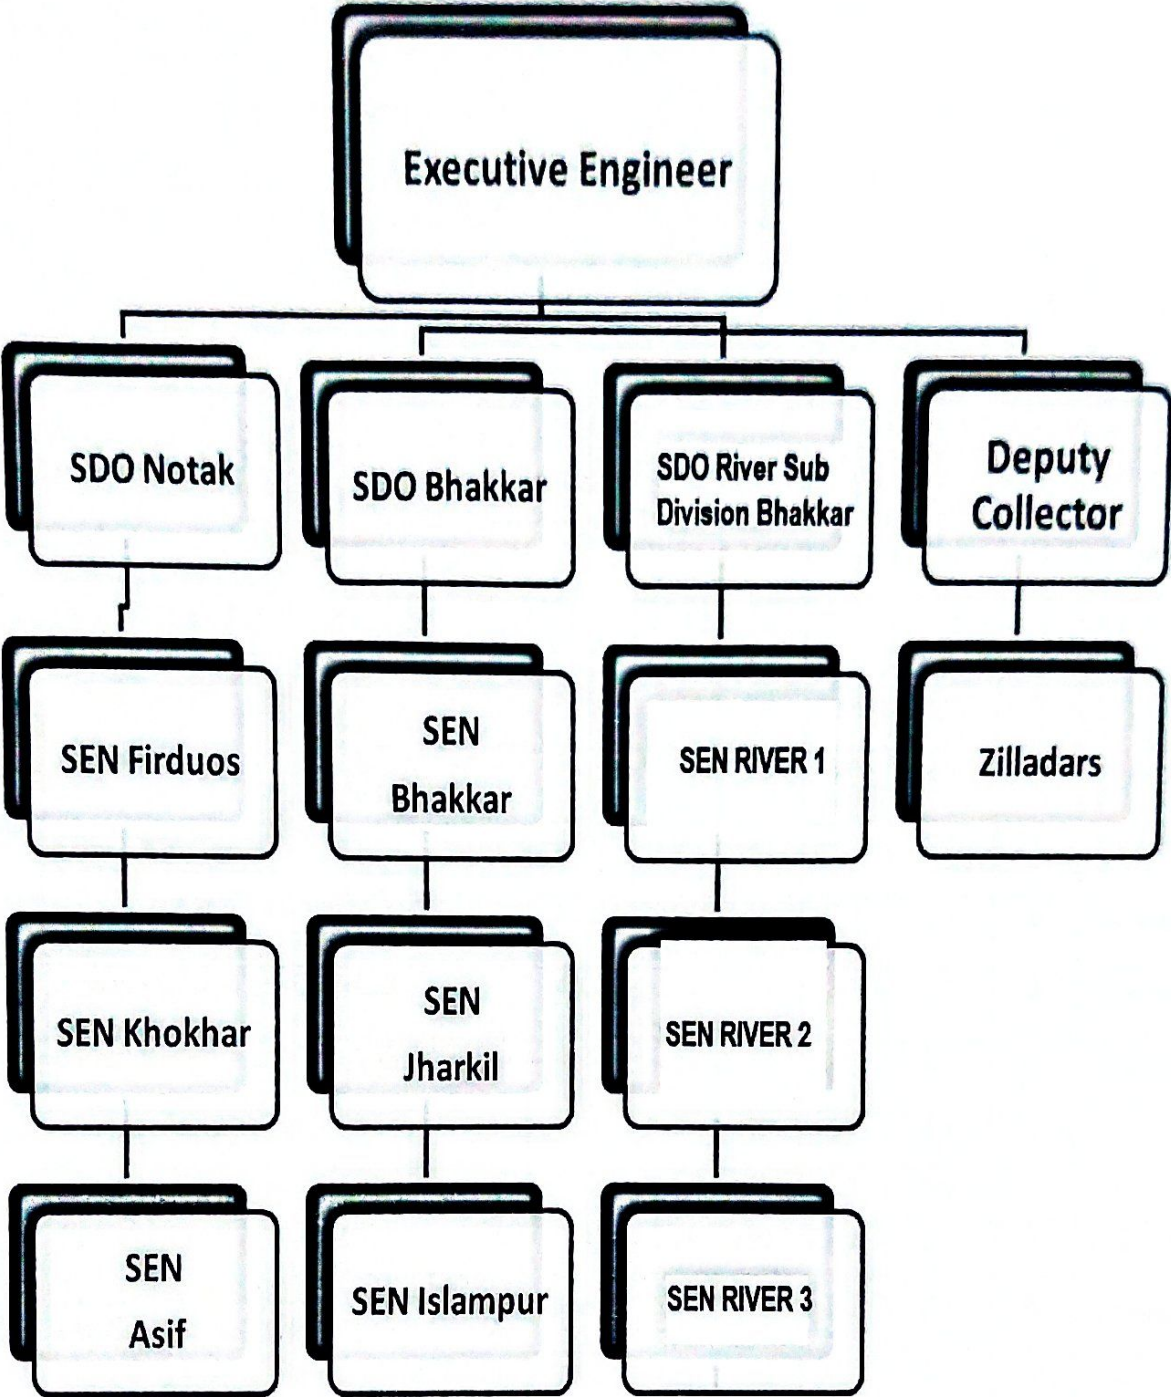 Executive Engineer
SDO Notak
SDO Bhakkar
SDO River Sub
Division Bhakkar
Deputy
Collector
SEN Firduos
SEN
Bhakkar
SEN RIVER 1
Zilladars
SEN Khokhar
SEN
Jharkil
SEN RIVER 2
SEN
Asif
SEN Islampur
SEN RIVER 3